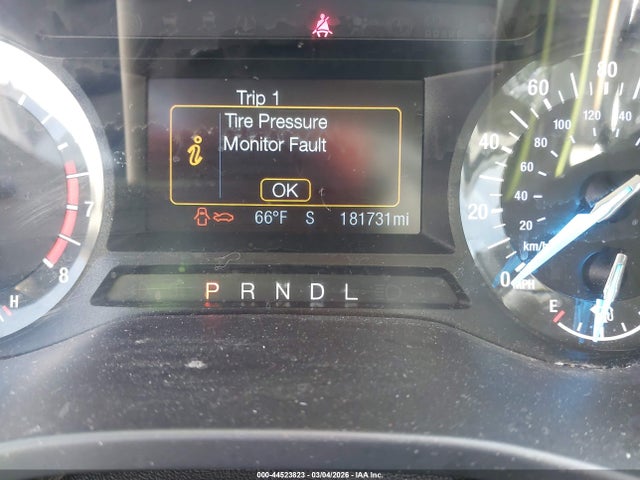 Trip 1
Tire Pressure
Monitor Fault
OK
66°F S 181731mi
P R N D L
7
8
H
0
20
40
60
80
20
40
60
80
100
120
km/h
MPH
E
000-44523823 - 03/04/2026 - IAA Inc.